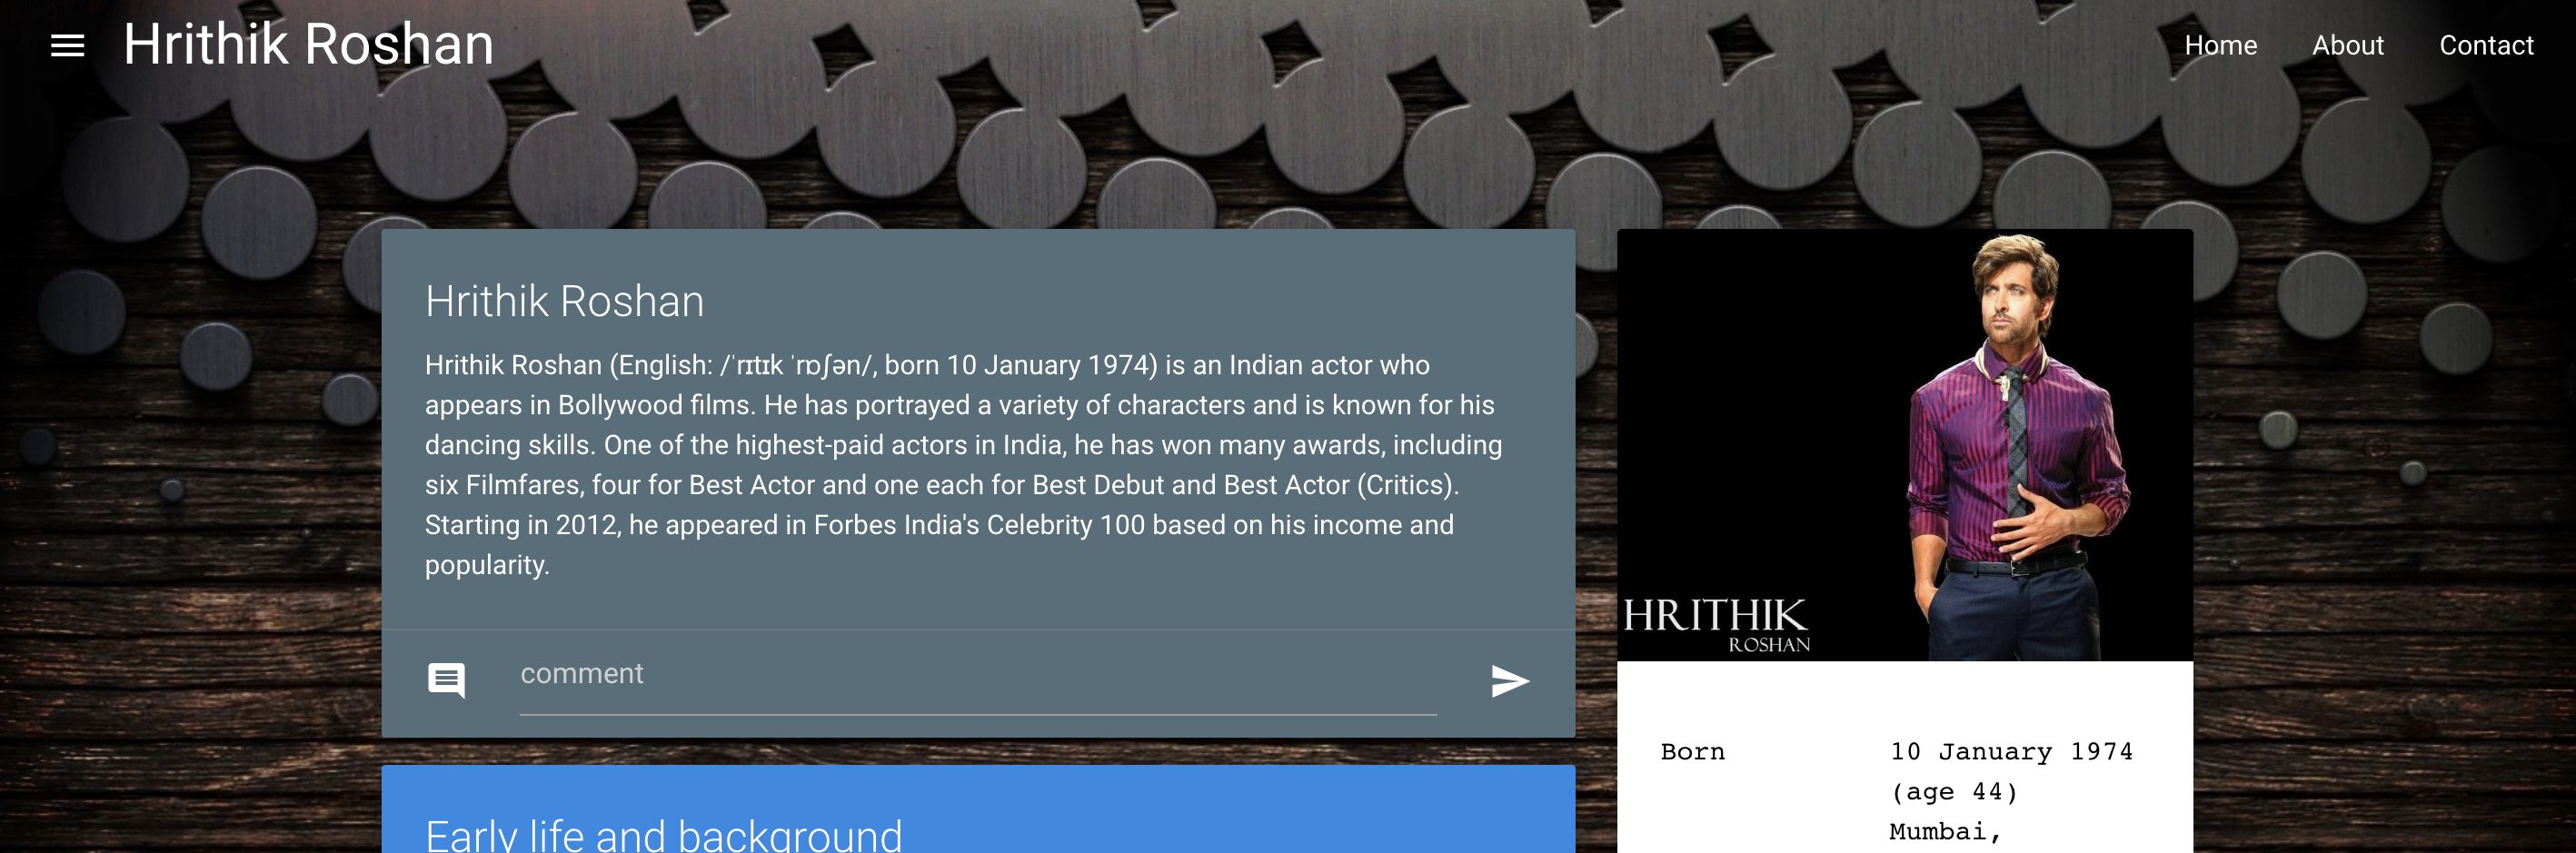 Hrithik Roshan
Home
About
Contact
Hrithik Roshan
Hrithik Roshan (English: /ˈrɪtɪk ˈrɒʃən/, born 10 January 1974) is an Indian actor who
appears in Bollywood films. He has portrayed a variety of characters and is known for his
dancing skills. One of the highest-paid actors in India, he has won many awards, including
six Filmfares, four for Best Actor and one each for Best Debut and Best Actor (Critics).
Starting in 2012, he appeared in Forbes India's Celebrity 100 based on his income and
popularity.
comment
Early life and background
HRITHIK
ROSHAN
Born 10 January 1974
(age 44)
Mumbai,